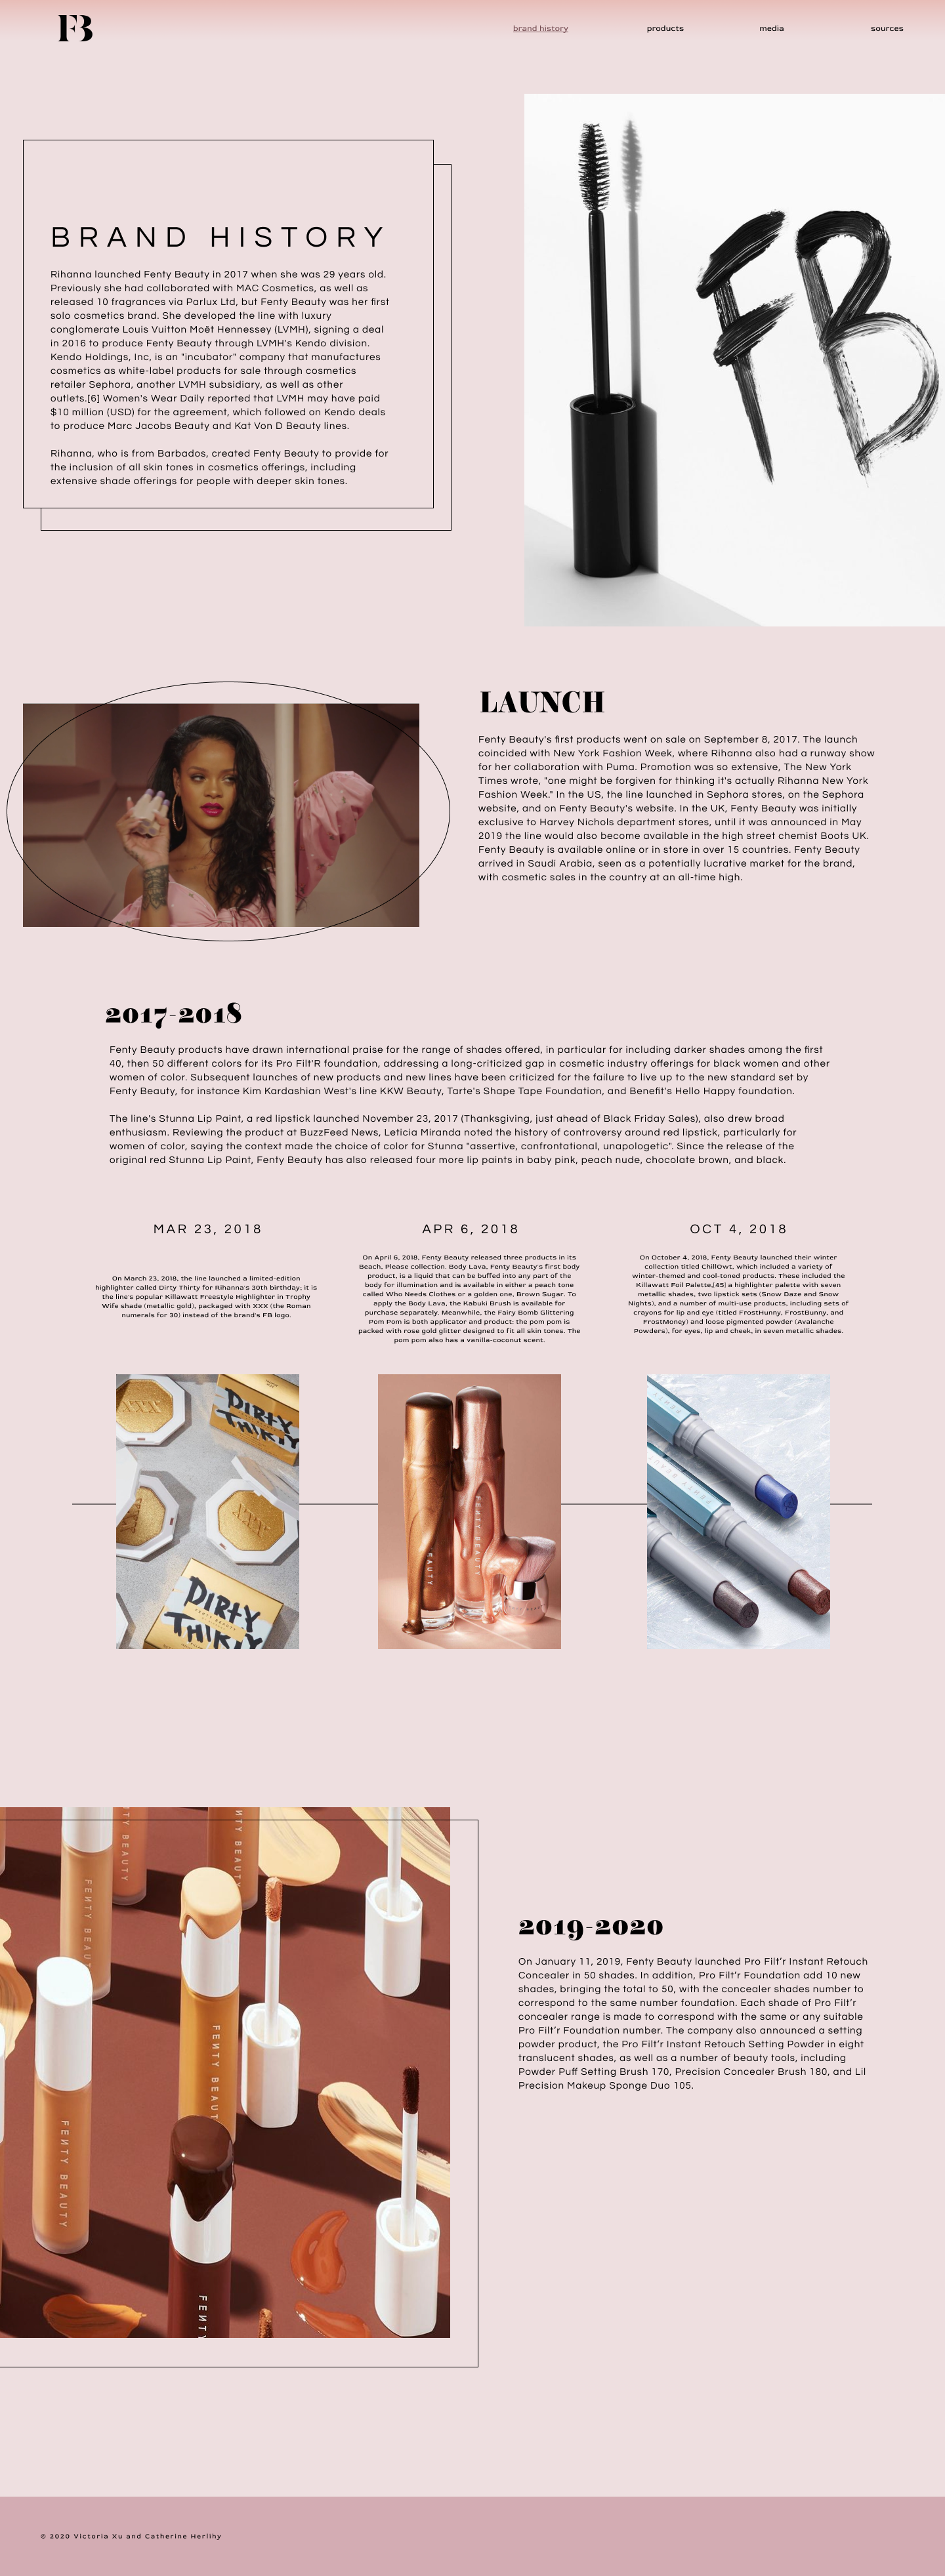 FB
brand history
products
media
sources
BRAND HISTORY
Rihanna launched Fenty Beauty in 2017 when she was 29 years old.
Previously she had collaborated with MAC Cosmetics, as well as
released 10 fragrances via Parlux Ltd, but Fenty Beauty was her first
solo cosmetics brand. She developed the line with luxury
conglomerate Louis Vuitton Moët Hennessey (LVMH), signing a deal
in 2016 to produce Fenty Beauty through LVMH's Kendo division.
Kendo Holdings, Inc, is an "incubator" company that manufactures
cosmetics as white-label products for sale through cosmetics
retailer Sephora, another LVMH subsidiary, as well as other
outlets.[6] Women's Wear Daily reported that LVMH may have paid
$10 million (USD) for the agreement, which followed on Kendo deals
to produce Marc Jacobs Beauty and Kat Von D Beauty lines.
Rihanna, who is from Barbados, created Fenty Beauty to provide for
the inclusion of all skin tones in cosmetics offerings, including
extensive shade offerings for people with deeper skin tones.
FB
LAUNCH
Fenty Beauty's first products went on sale on September 8, 2017. The launch
coincided with New York Fashion Week, where Rihanna also had a runway show
for her collaboration with Puma. Promotion was so extensive, The New York
Times wrote, "one might be forgiven for thinking it's actually Rihanna New York
Fashion Week." In the US, the line launched in Sephora stores, on the Sephora
website, and on Fenty Beauty's website. In the UK, Fenty Beauty was initially
exclusive to Harvey Nichols department stores, until it was announced in May
2019 the line would also become available in the high street chemist Boots UK.
Fenty Beauty is available online or in store in over 15 countries. Fenty Beauty
arrived in Saudi Arabia, seen as a potentially lucrative market for the brand,
with cosmetic sales in the country at an all-time high.
2017-2018
Fenty Beauty products have drawn international praise for the range of shades offered, in particular for including darker shades among the first
40, then 50 different colors for its Pro Filt'R foundation, addressing a long-criticized gap in cosmetic industry offerings for black women and other
women of color. Subsequent launches of new products and new lines have been criticized for the failure to live up to the new standard set by
Fenty Beauty, for instance Kim Kardashian West's line KKW Beauty, Tarte's Shape Tape Foundation, and Benefit's Hello Happy foundation.
The line's Stunna Lip Paint, a red lipstick launched November 23, 2017 (Thanksgiving, just ahead of Black Friday Sales), also drew broad
enthusiasm. Reviewing the product at BuzzFeed News, Leticia Miranda noted the history of controversy around red lipstick, particularly for
women of color, saying the context made the choice of color for Stunna "assertive, confrontational, unapologetic". Since the release of the
original red Stunna Lip Paint, Fenty Beauty has also released four more lip paints in baby pink, peach nude, chocolate brown, and black.
MAR 23, 2018
On March 23, 2018, the line launched a limited-edition
highlighter called Dirty Thirty for Rihanna's 30th birthday; it is
the line's popular Killawatt Freestyle Highlighter in Trophy
Wife shade (metallic gold), packaged with XXX (the Roman
numerals for 30) instead of the brand's FB logo.
APR 6, 2018
On April 6, 2018, Fenty Beauty released three products in its
Beach, Please collection. Body Lava, Fenty Beauty's first body
product, is a liquid that can be buffed into any part of the
body for illumination and is available in either a peach tone
called Who Needs Clothes or a golden one, Brown Sugar. To
apply the Body Lava, the Kabuki Brush is available for
purchase separately. Meanwhile, the Fairy Bomb Glittering
Pom Pom is both applicator and product: the pom pom is
packed with rose gold glitter designed to fit all skin tones. The
pom pom also has a vanilla-coconut scent.
OCT 4, 2018
On October 4, 2018, Fenty Beauty launched their winter
collection titled ChillOwt, which included a variety of
winter-themed and cool-toned products. These included the
Killawatt Foil Palette,[45] a highlighter palette with seven
metallic shades, two lipstick sets (Snow Daze and Snow
Nights), and a number of multi-use products, including sets of
crayons for lip and eye (titled FrostHunny, FrostBunny, and
FrostMoney) and loose pigmented powder (Avalanche
Powders), for eyes, lip and cheek, in seven metallic shades.
XXX
DIRTY
THIRTY
XXX
DIRTY
THIRTY
FENTY BEAUTY
EAUTY
FENTY BEAUTY
TY BEAUTY
NTY BEAUTY
FENTY BEAUTY
FENTY BEAUT
FENTY BEAUTY
FENTY
2019-2020
On January 11, 2019, Fenty Beauty launched Pro Filt’r Instant Retouch
Concealer in 50 shades. In addition, Pro Filt’r Foundation add 10 new
shades, bringing the total to 50, with the concealer shades number to
correspond to the same number foundation. Each shade of Pro Filt’r
concealer range is made to correspond with the same or any suitable
Pro Filt’r Foundation number. The company also announced a setting
powder product, the Pro Filt’r Instant Retouch Setting Powder in eight
translucent shades, as well as a number of beauty tools, including
Powder Puff Setting Brush 170, Precision Concealer Brush 180, and Lil
Precision Makeup Sponge Duo 105.
© 2020 Victoria Xu and Catherine Herlihy